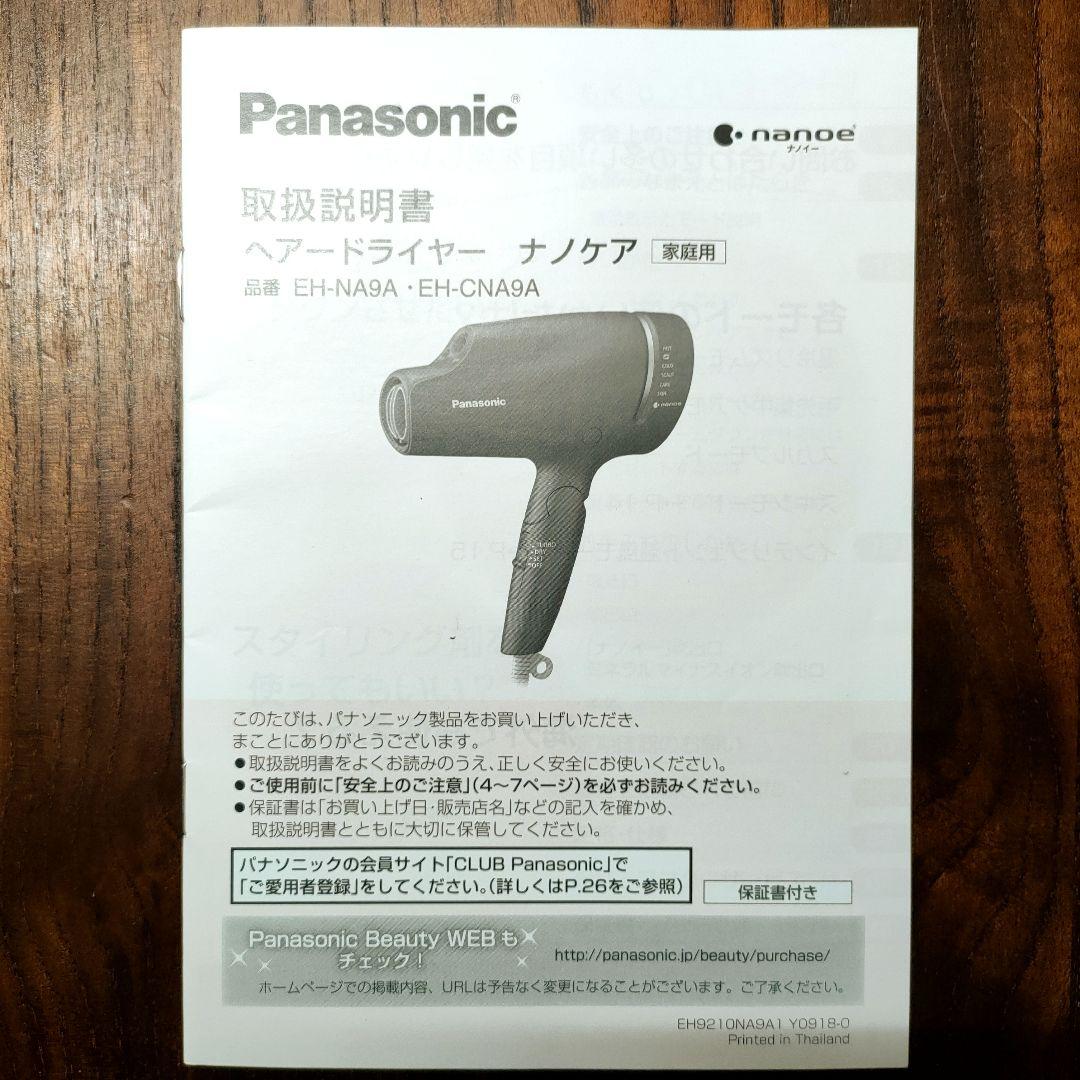 Panasonic®
nanoe
ナノイー
取扱説明書
ヘアードライヤー ナノケア 家庭用
品番 EH-NA9A・EH-CNA9A
HOT
COLD
SCALP
CARE
SKIN
nanoe
Panasonic
TURBO
DRY
SET
OFF
このたびは、パナソニック製品をお買い上げいただき、
まことにありがとうございます。
●取扱説明書をよくお読みのうえ、正しく安全にお使いください。
●ご使用前に「安全上のご注意」(4〜7ページ)を必ずお読みください。
●保証書は「お買い上げ日・販売店名」などの記入を確かめ、
取扱説明書とともに大切に保管してください。
パナソニックの会員サイト「CLUB Panasonic」で
「ご愛用者登録」をしてください。(詳しくはP.26をご参照)
保証書付き
Panasonic Beauty WEBも
チェック!
http://panasonic.jp/beauty/purchase/
ホームページでの掲載内容、URLは予告なく変更になることがございます。ご了承ください。
EH9210NA9A1 Y0918-0
Printed in Thailand